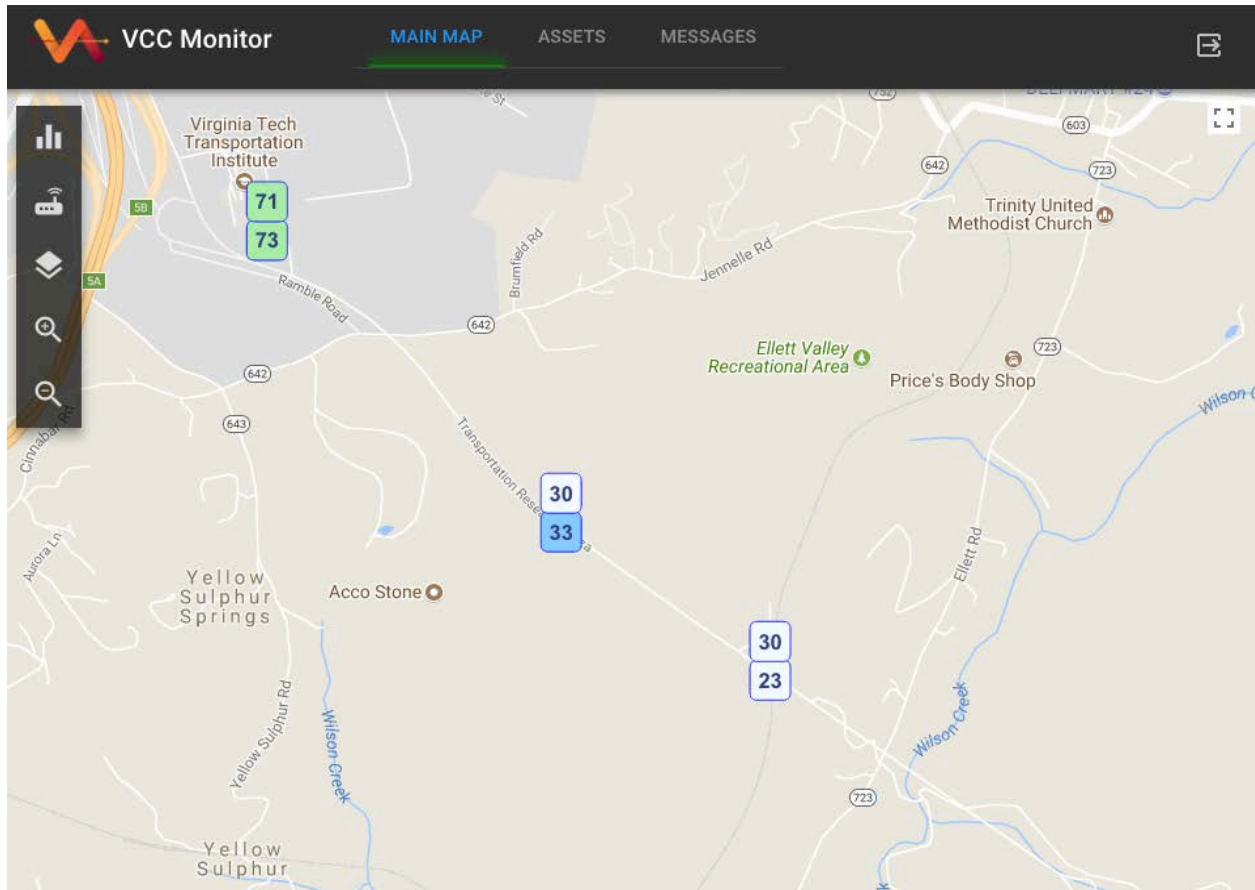 VCC Monitor
MAIN MAP
ASSETS
MESSAGES
752
603
642
723
Virginia Tech
Transportation
Institute
5B
71
73
Trinity United
Methodist Church
5A
Ramble Road
Brumfield Rd
Jennelle Rd
642
Ellett Valley
Recreational Area
723
Price's Body Shop
642
Wilson
643
Cinnabar Rd
Transportation
30
33
Ellett Rd
Aurora Ln
Yellow
Sulphur
Springs
Acco Stone
30
23
Yellow Sulphur Rd
Wilson Creek
Wilson Creek
723
Yellow
Sulphur